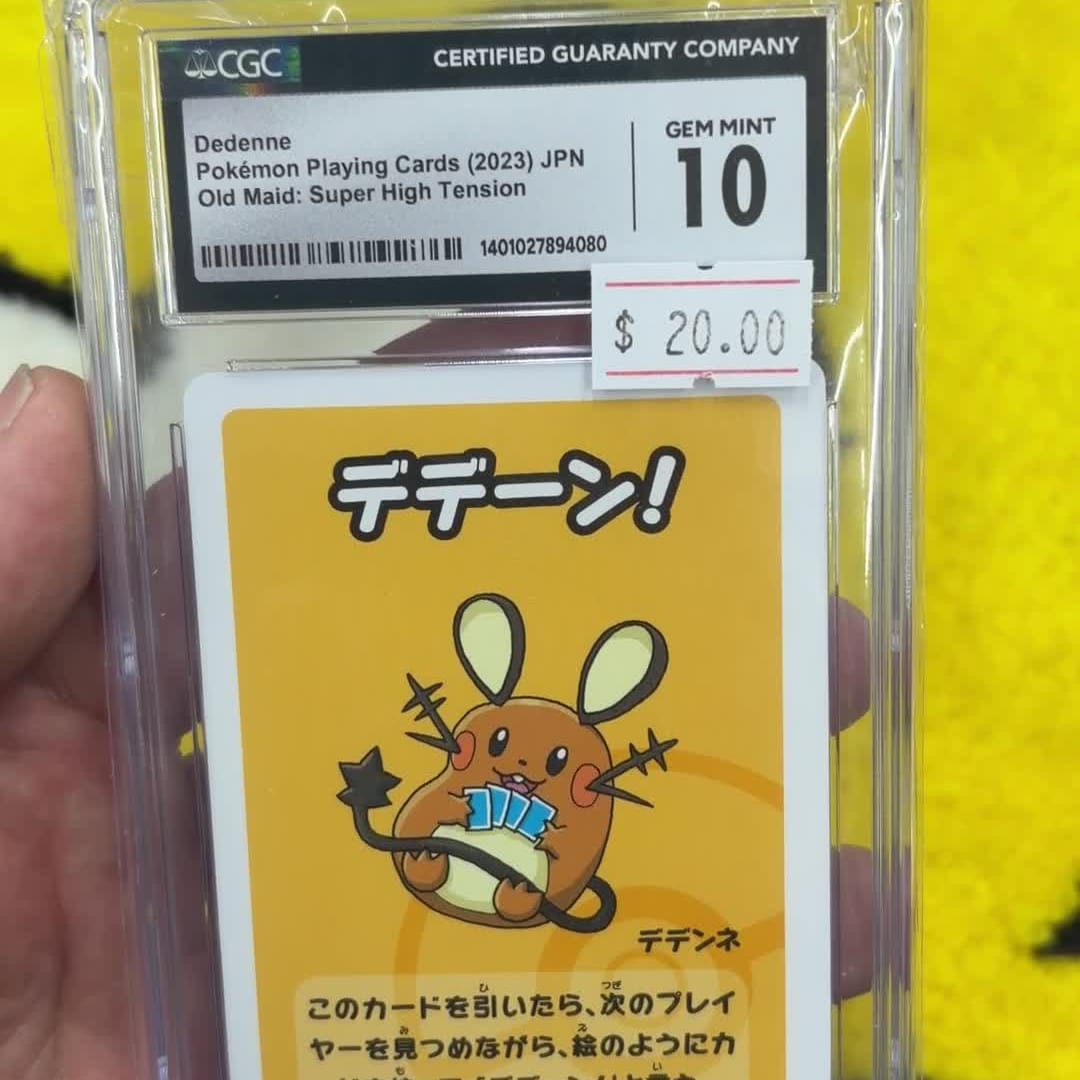 CGC
CERTIFIED GUARANTY COMPANY
Dedenne
Pokémon Playing Cards (2023) JPN
Old Maid: Super High Tension
GEM MINT
10
1401027894080
$ 20.00
デデーン!
デデンネ
このカードを引いたら、次のプレイ
ヤーを見つめながら、絵のようにカ